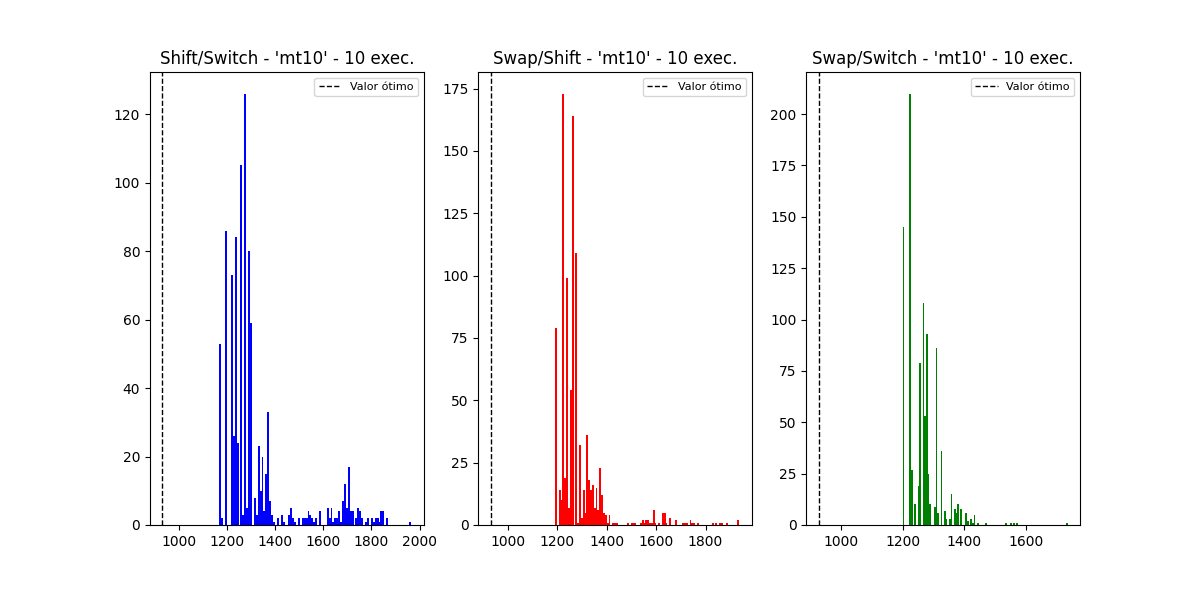 Shift/Switch - 'mt10' - 10 exec.
Valor ótimo
120
100
80
60
40
20
0
1000 1200 1400 1600 1800 2000
Swap/Shift - 'mt10' - 10 exec.
Valor ótimo
175
150
125
100
75
50
25
0
1000 1200 1400 1600 1800
Swap/Switch - 'mt10' - 10 exec.
Valor ótimo
200
175
150
125
100
75
50
25
0
1000 1200 1400 1600